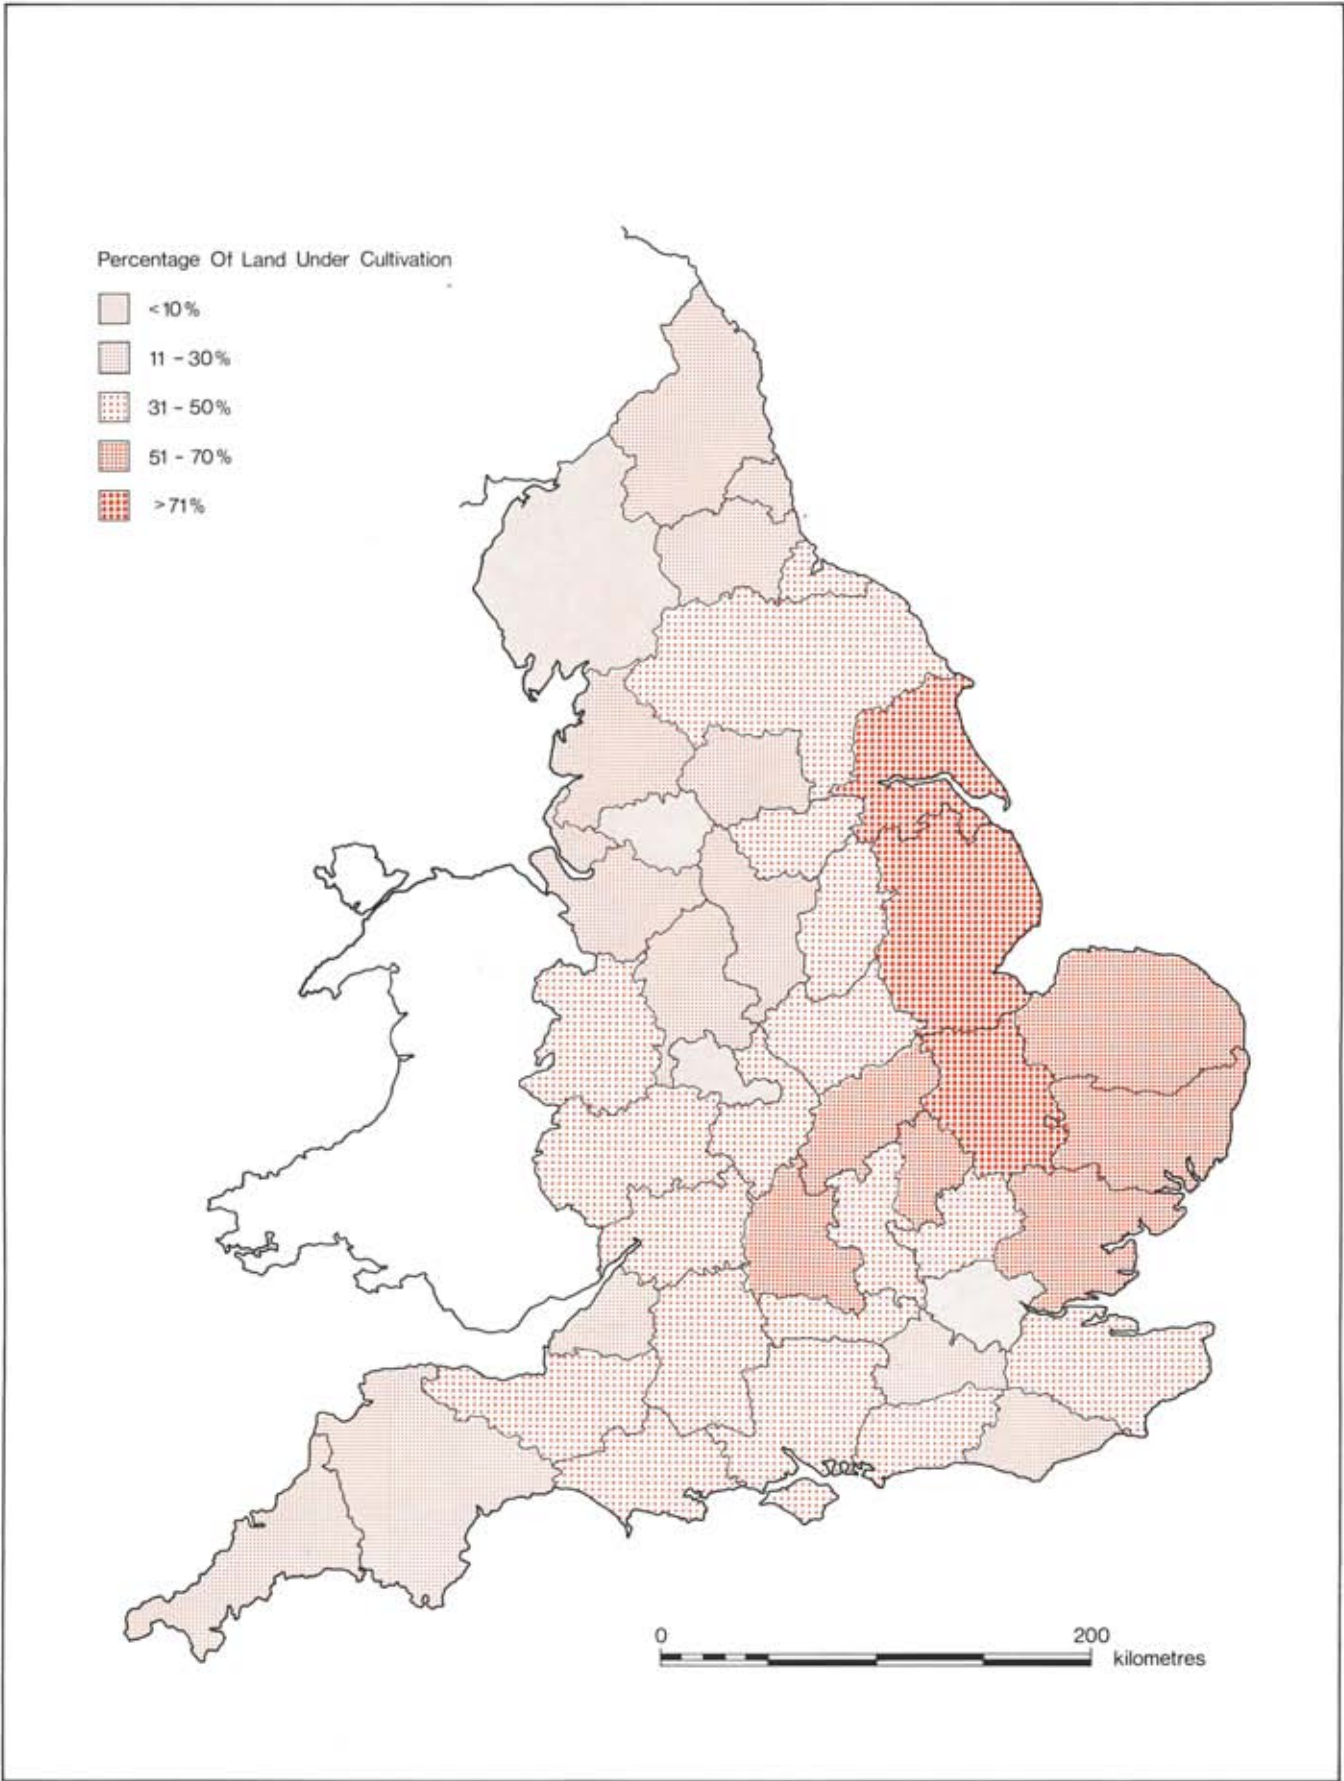 Percentage Of Land Under Cultivation
<10%
11 - 30%
31 - 50%
51 - 70%
>71%
0 200
kilometres